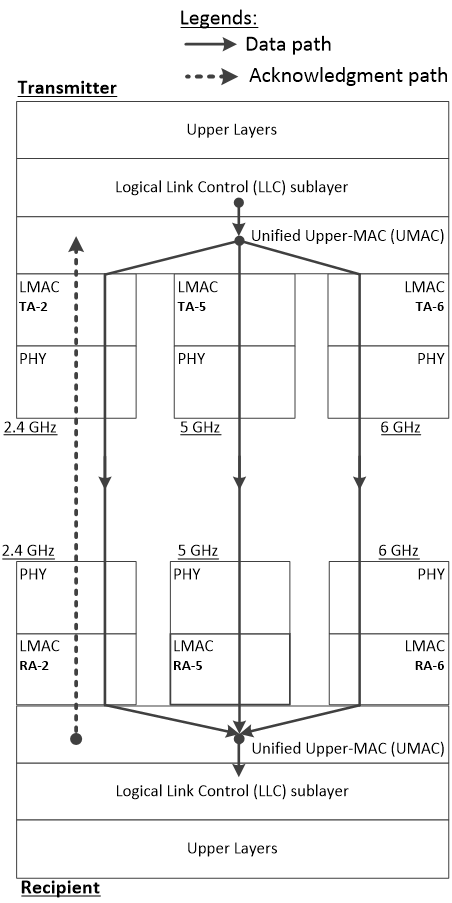 Legends:
Data path
Acknowledgment path
Transmitter
Upper Layers
Logical Link Control (LLC) sublayer
Unified Upper-MAC (UMAC)
LMAC
TA-2
LMAC
TA-5
LMAC
TA-6
PHY
PHY
PHY
2.4 GHz
5 GHz
6 GHz
2.4 GHz
5 GHz
6 GHz
PHY
PHY
PHY
LMAC
RA-2
LMAC
RA-5
LMAC
RA-6
Unified Upper-MAC (UMAC)
Logical Link Control (LLC) sublayer
Upper Layers
Recipient